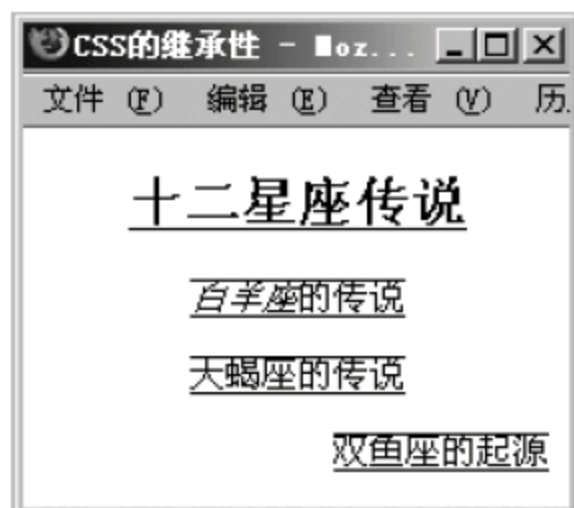 CSS的继承性 - Moz...
文件 (F) 编辑 (E) 查看 (V) 历
十二星座传说
白羊座的传说
天蝎座的传说
双鱼座的起源